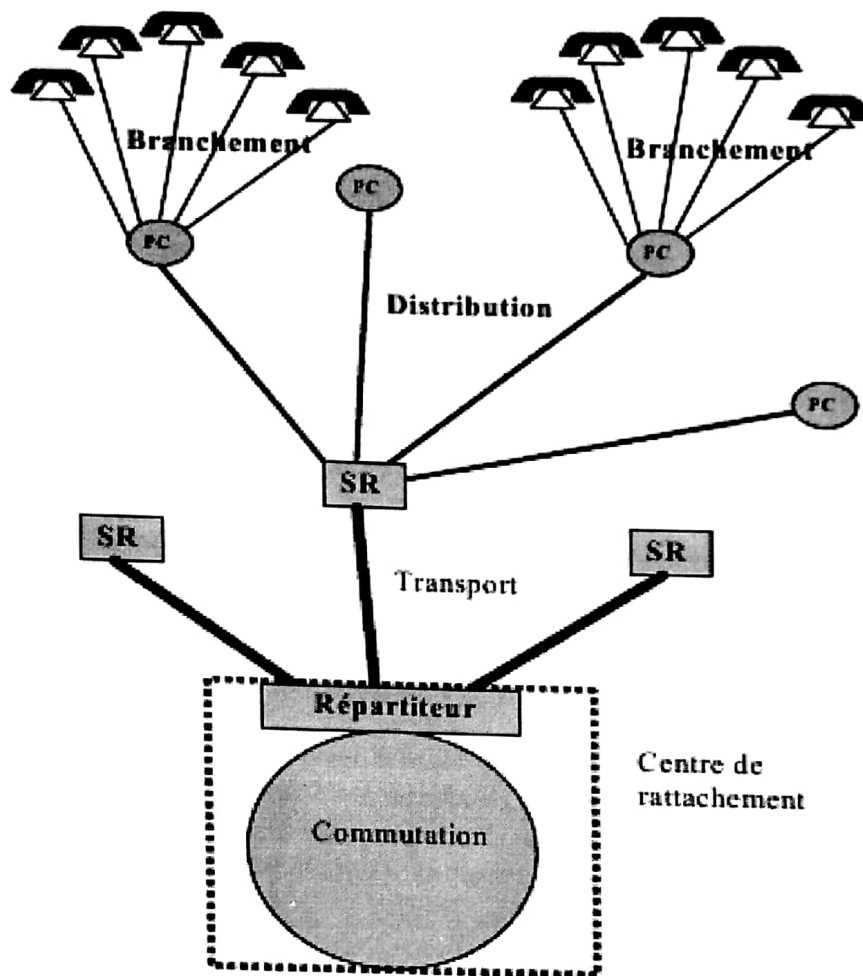 Branchement
Branchement
PC
PC
PC
Distribution
PC
SR
SR
SR
Transport
Répartiteur
Centre de
rattachement
Commutation